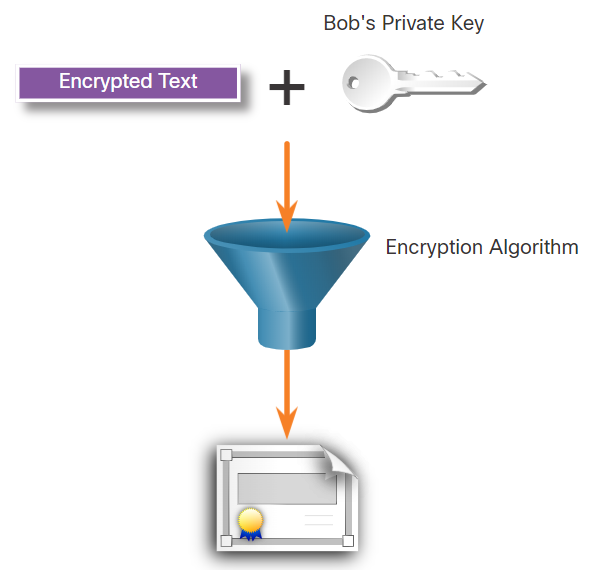 Bob's Private Key
Encrypted Text
Encryption Algorithm